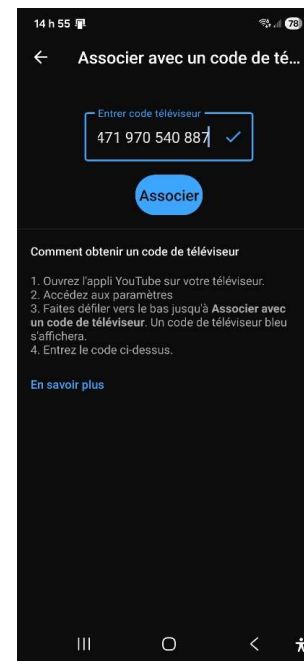 14 h 55
78
Associer avec un code de té...
Entrer code téléviseur
471 970 540 887
Associer
Comment obtenir un code de téléviseur
1. Ouvrez l'appli YouTube sur votre téléviseur.
2. Accédez aux paramètres
3. Faites défiler vers le bas jusqu'à Associer avec
un code de téléviseur. Un code de téléviseur bleu
s'affichera.
4. Entrez le code ci-dessus.
En savoir plus